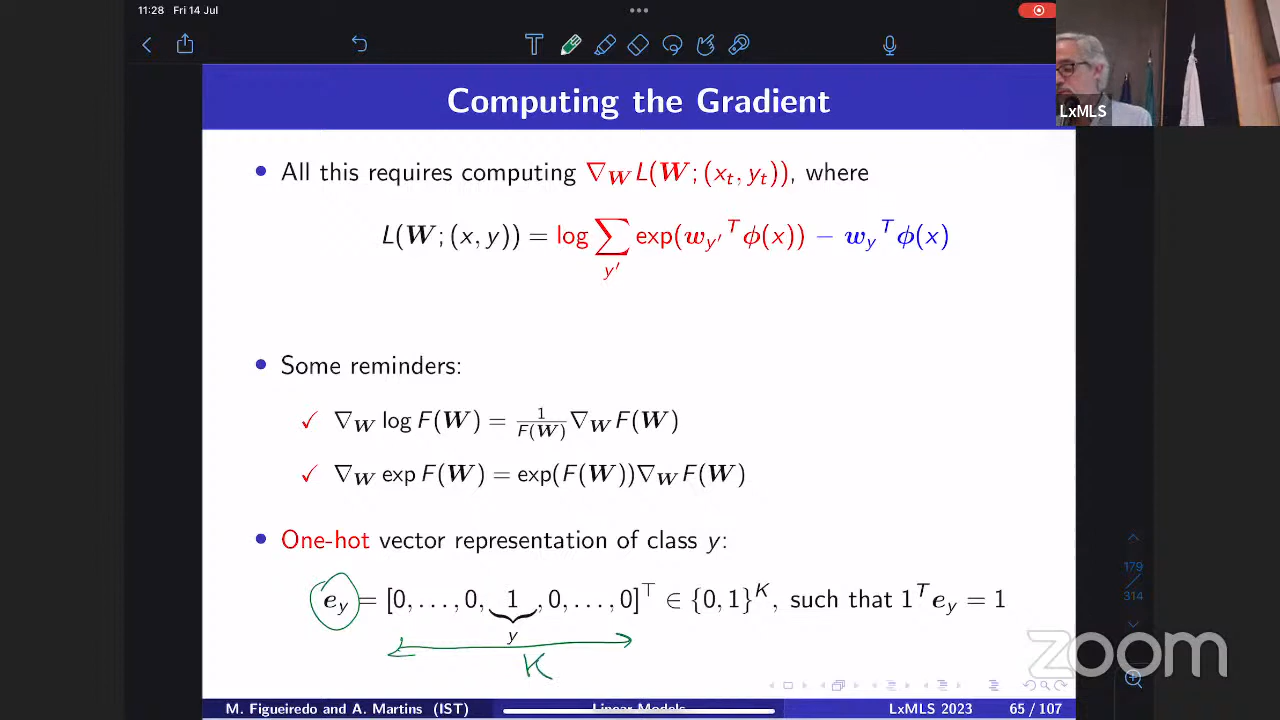 11:28 Fri 14 Jul
LxMLS
Computing the Gradient
• All this requires computing ∇_W L(W; (x_t, y_t)), where
L(W; (x, y)) = log ∑_{y′} exp(w_{y′}^T ϕ(x)) − w_y^T ϕ(x)
• Some reminders:
✓ ∇_W log F(W) = 1/F(W) ∇_W F(W)
✓ ∇_W exp F(W) = exp(F(W))∇_W F(W)
• One-hot vector representation of class y:
e_y = [0, . . . , 0, 1, 0, . . . , 0]^⊤ ∈ {0, 1}^K, such that 1^T e_y = 1
y
K
179
314
zoom
M. Figueiredo and A. Martins (IST) Linear Models LxMLS 2023 65 / 107